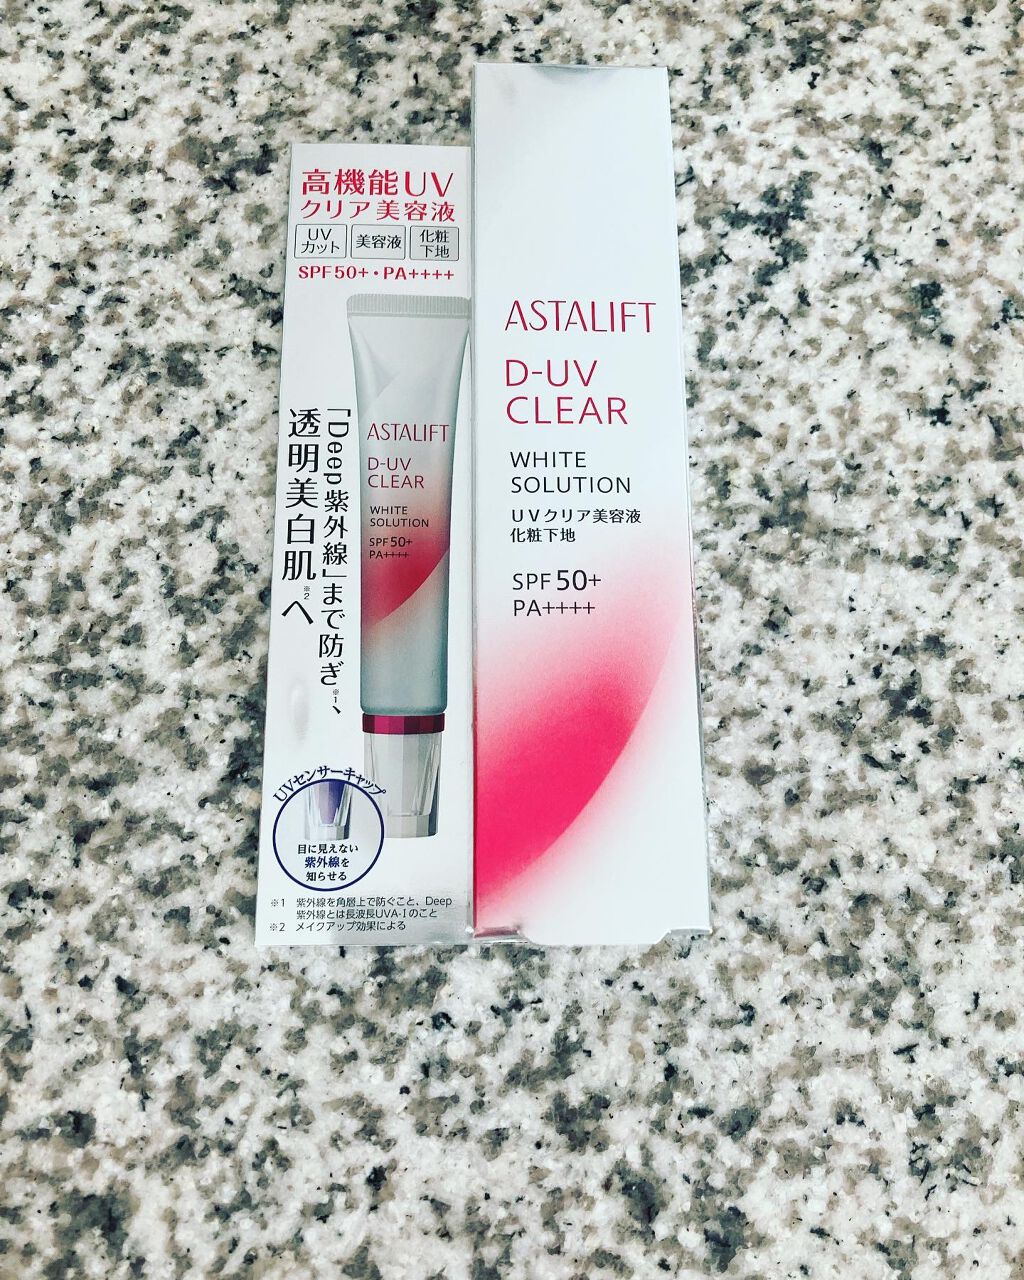 高機能UV
クリア美容液
UV
カット
美容液
化粧
下地
SPF50+・PA++++
「Deep紫外線」まで防ぎ※1、
透明美白肌※2へ
ASTALIFT
D-UV
CLEAR
WHITE
SOLUTION
SPF50+
PA++++
UVセンサーキャップ
目に見えない
紫外線を
知らせる
※1 紫外線を角層上で防ぐこと、Deep
紫外線とは長波長UVA-Iのこと
※2 メイクアップ効果による
ASTALIFT
D-UV
CLEAR
WHITE
SOLUTION
UVクリア美容液
化粧下地
SPF50+
PA++++